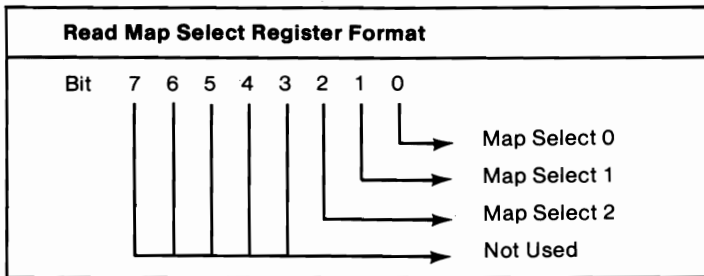 Read Map Select Register Format
Bit 7 6 5 4 3 2 1 0
Map Select 0
Map Select 1
Map Select 2
Not Used